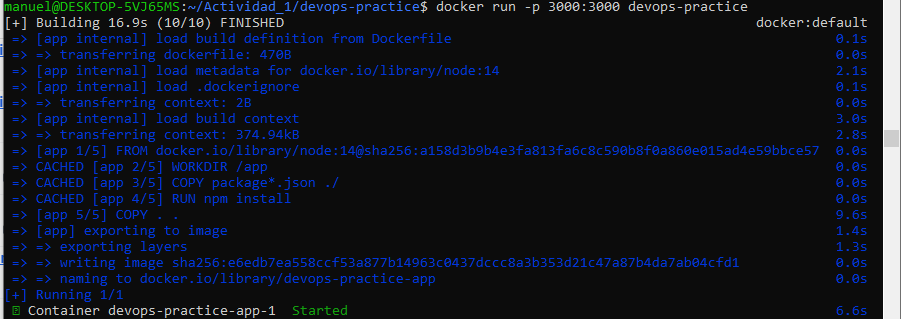 manuel@DESKTOP-5VJ65MS:~/Actividad_1/devops-practice$ docker run -p 3000:3000 devops-practice
[+] Building 16.9s (10/10) FINISHED docker:default
=> [app internal] load build definition from Dockerfile 0.1s
=> => transferring dockerfile: 470B 0.0s
=> [app internal] load metadata for docker.io/library/node:14 2.1s
=> [app internal] load .dockerignore 0.1s
=> => transferring context: 2B 0.0s
=> [app internal] load build context 3.0s
=> => transferring context: 374.94kB 2.8s
=> [app 1/5] FROM docker.io/library/node:14@sha256:a158d3b9b4e3fa813fa6c8c590b8f0a860e015ad4e59bbce57 0.0s
=> CACHED [app 2/5] WORKDIR /app 0.0s
=> CACHED [app 3/5] COPY package*.json ./ 0.0s
=> CACHED [app 4/5] RUN npm install 0.0s
=> [app 5/5] COPY . . 9.6s
=> [app] exporting to image 1.4s
=> => exporting layers 1.3s
=> => writing image sha256:e6edb7ea558ccf53a877b14963c0437dccc8a3b353d21c47a87b4da7ab04cfd1 0.0s
=> => naming to docker.io/library/devops-practice-app 0.0s
[+] Running 1/1
Container devops-practice-app-1 Started 6.6s